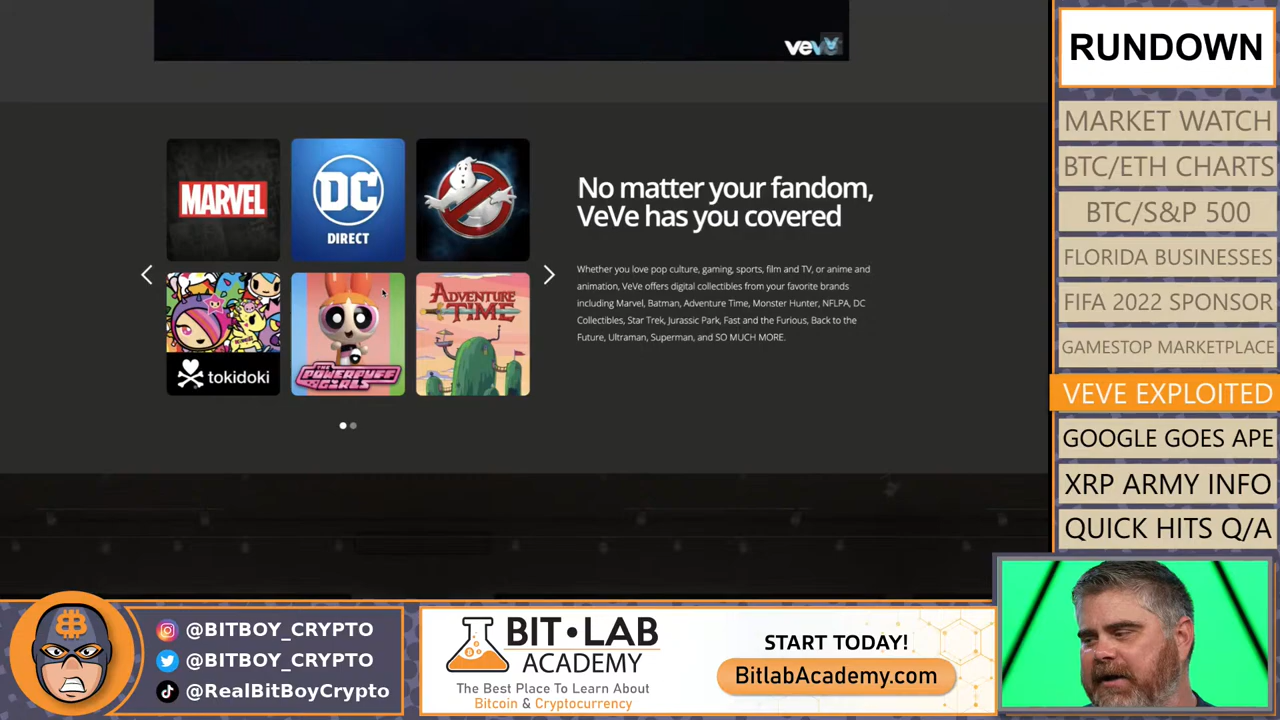 veve
MARVEL
DC
DIRECT
tokidoki
THE
POWERPUFF
GIRLS
ADVENTURE
TIME
No matter your fandom,
VeVe has you covered
Whether you love pop culture, gaming, sports, film and TV, or anime and
animation, VeVe offers digital collectibles from your favorite brands
including Marvel, Batman, Adventure Time, Monster Hunter, NFLPA, DC
Collectibles, Star Trek, Jurassic Park, Fast and the Furious, Back to the
Future, Ultraman, Superman, and SO MUCH MORE.
RUNDOWN
MARKET WATCH
BTC/ETH CHARTS
BTC/S&P 500
FLORIDA BUSINESSES
FIFA 2022 SPONSOR
GAMESTOP MARKETPLACE
VEVE EXPLOITED
GOOGLE GOES APE
XRP ARMY INFO
QUICK HITS Q/A
@BITBOY_CRYPTO
@BITBOY_CRYPTO
@RealBitBoyCrypto
BIT•LAB
ACADEMY
The Best Place To Learn About
Bitcoin & Cryptocurrency
START TODAY!
BitlabAcademy.com